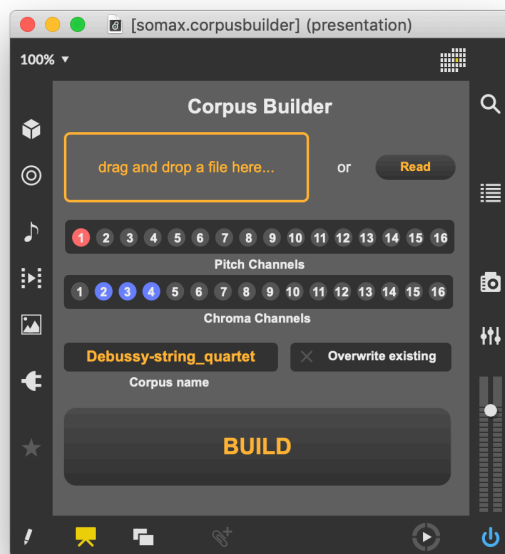 [somax.corpusbuilder] (presentation)
100%
Corpus Builder
drag and drop a file here... or Read
1 2 3 4 5 6 7 8 9 10 11 12 13 14 15 16
Pitch Channels
1 2 3 4 5 6 7 8 9 10 11 12 13 14 15 16
Chroma Channels
Debussy-string_quartet Overwrite existing
Corpus name
BUILD